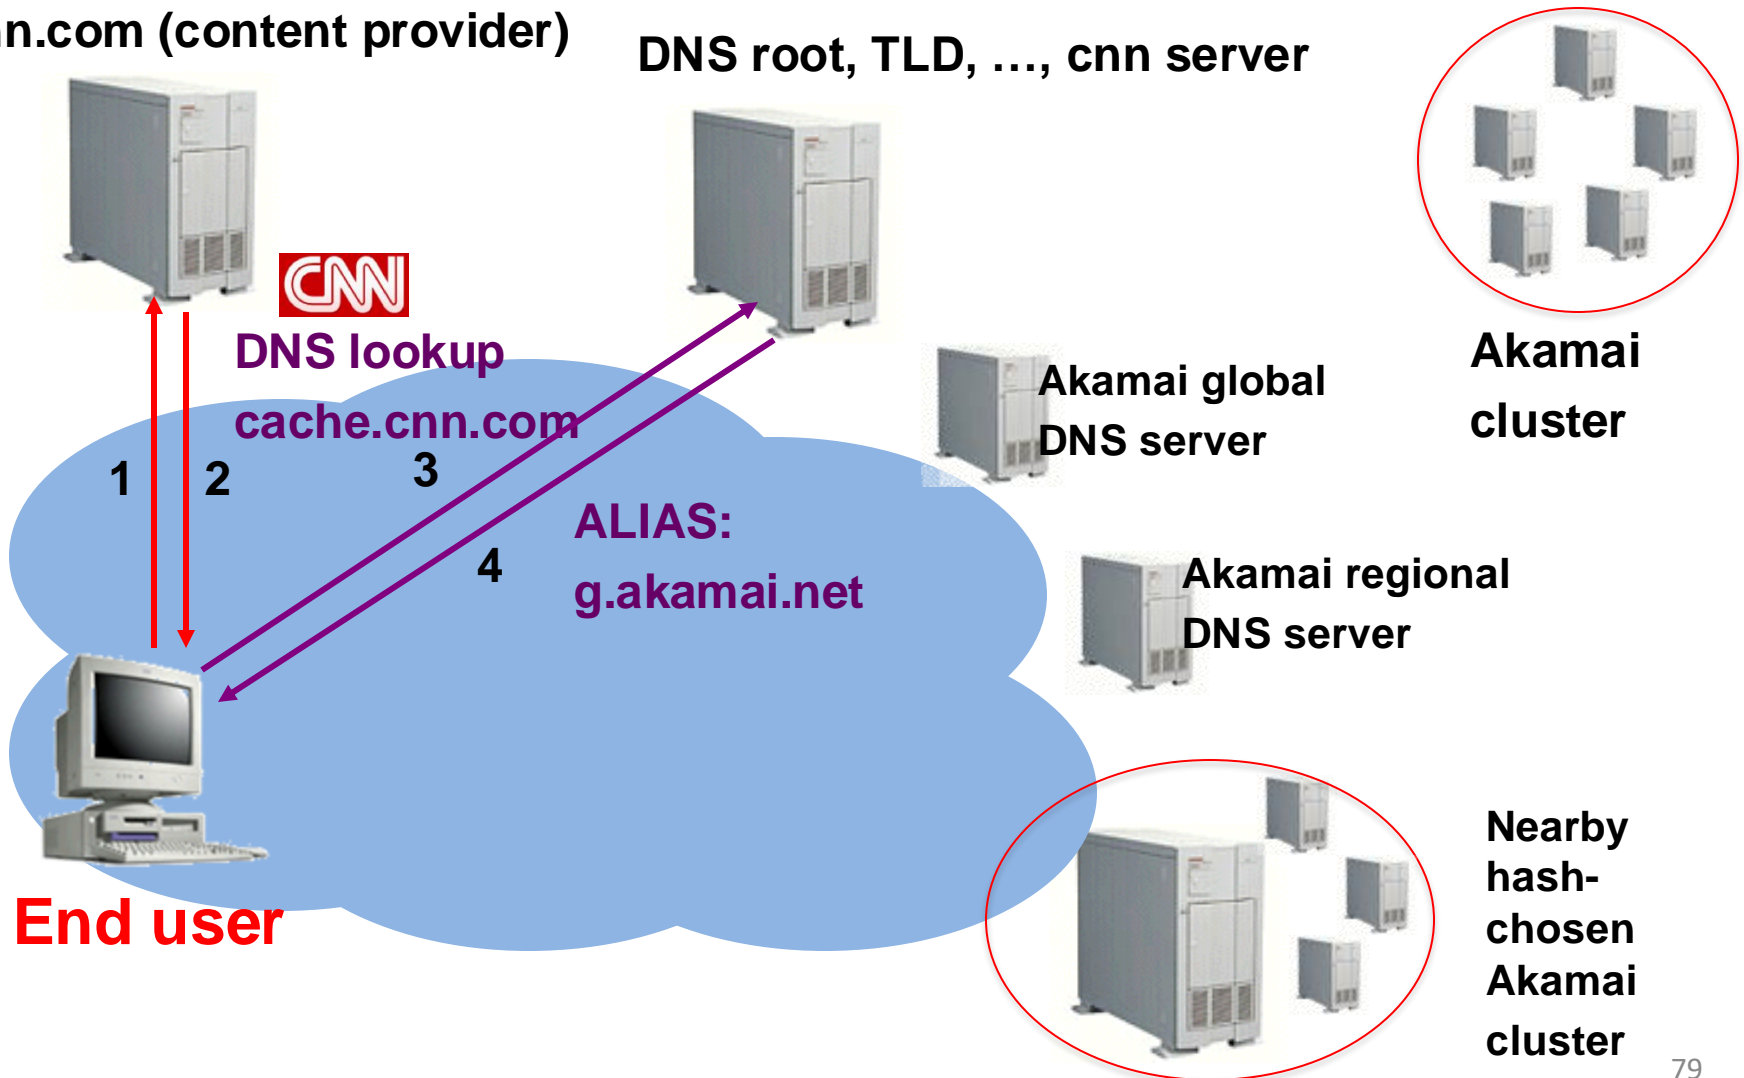 n.com (content provider)
DNS root, TLD, ..., cnn server
CNN
DNS lookup
cache.cnn.com
1
2
3
4
ALIAS:
g.akamai.net
Akamai global
DNS server
Akamai
cluster
Akamai regional
DNS server
End user
Nearby
hash-
chosen
Akamai
cluster
79